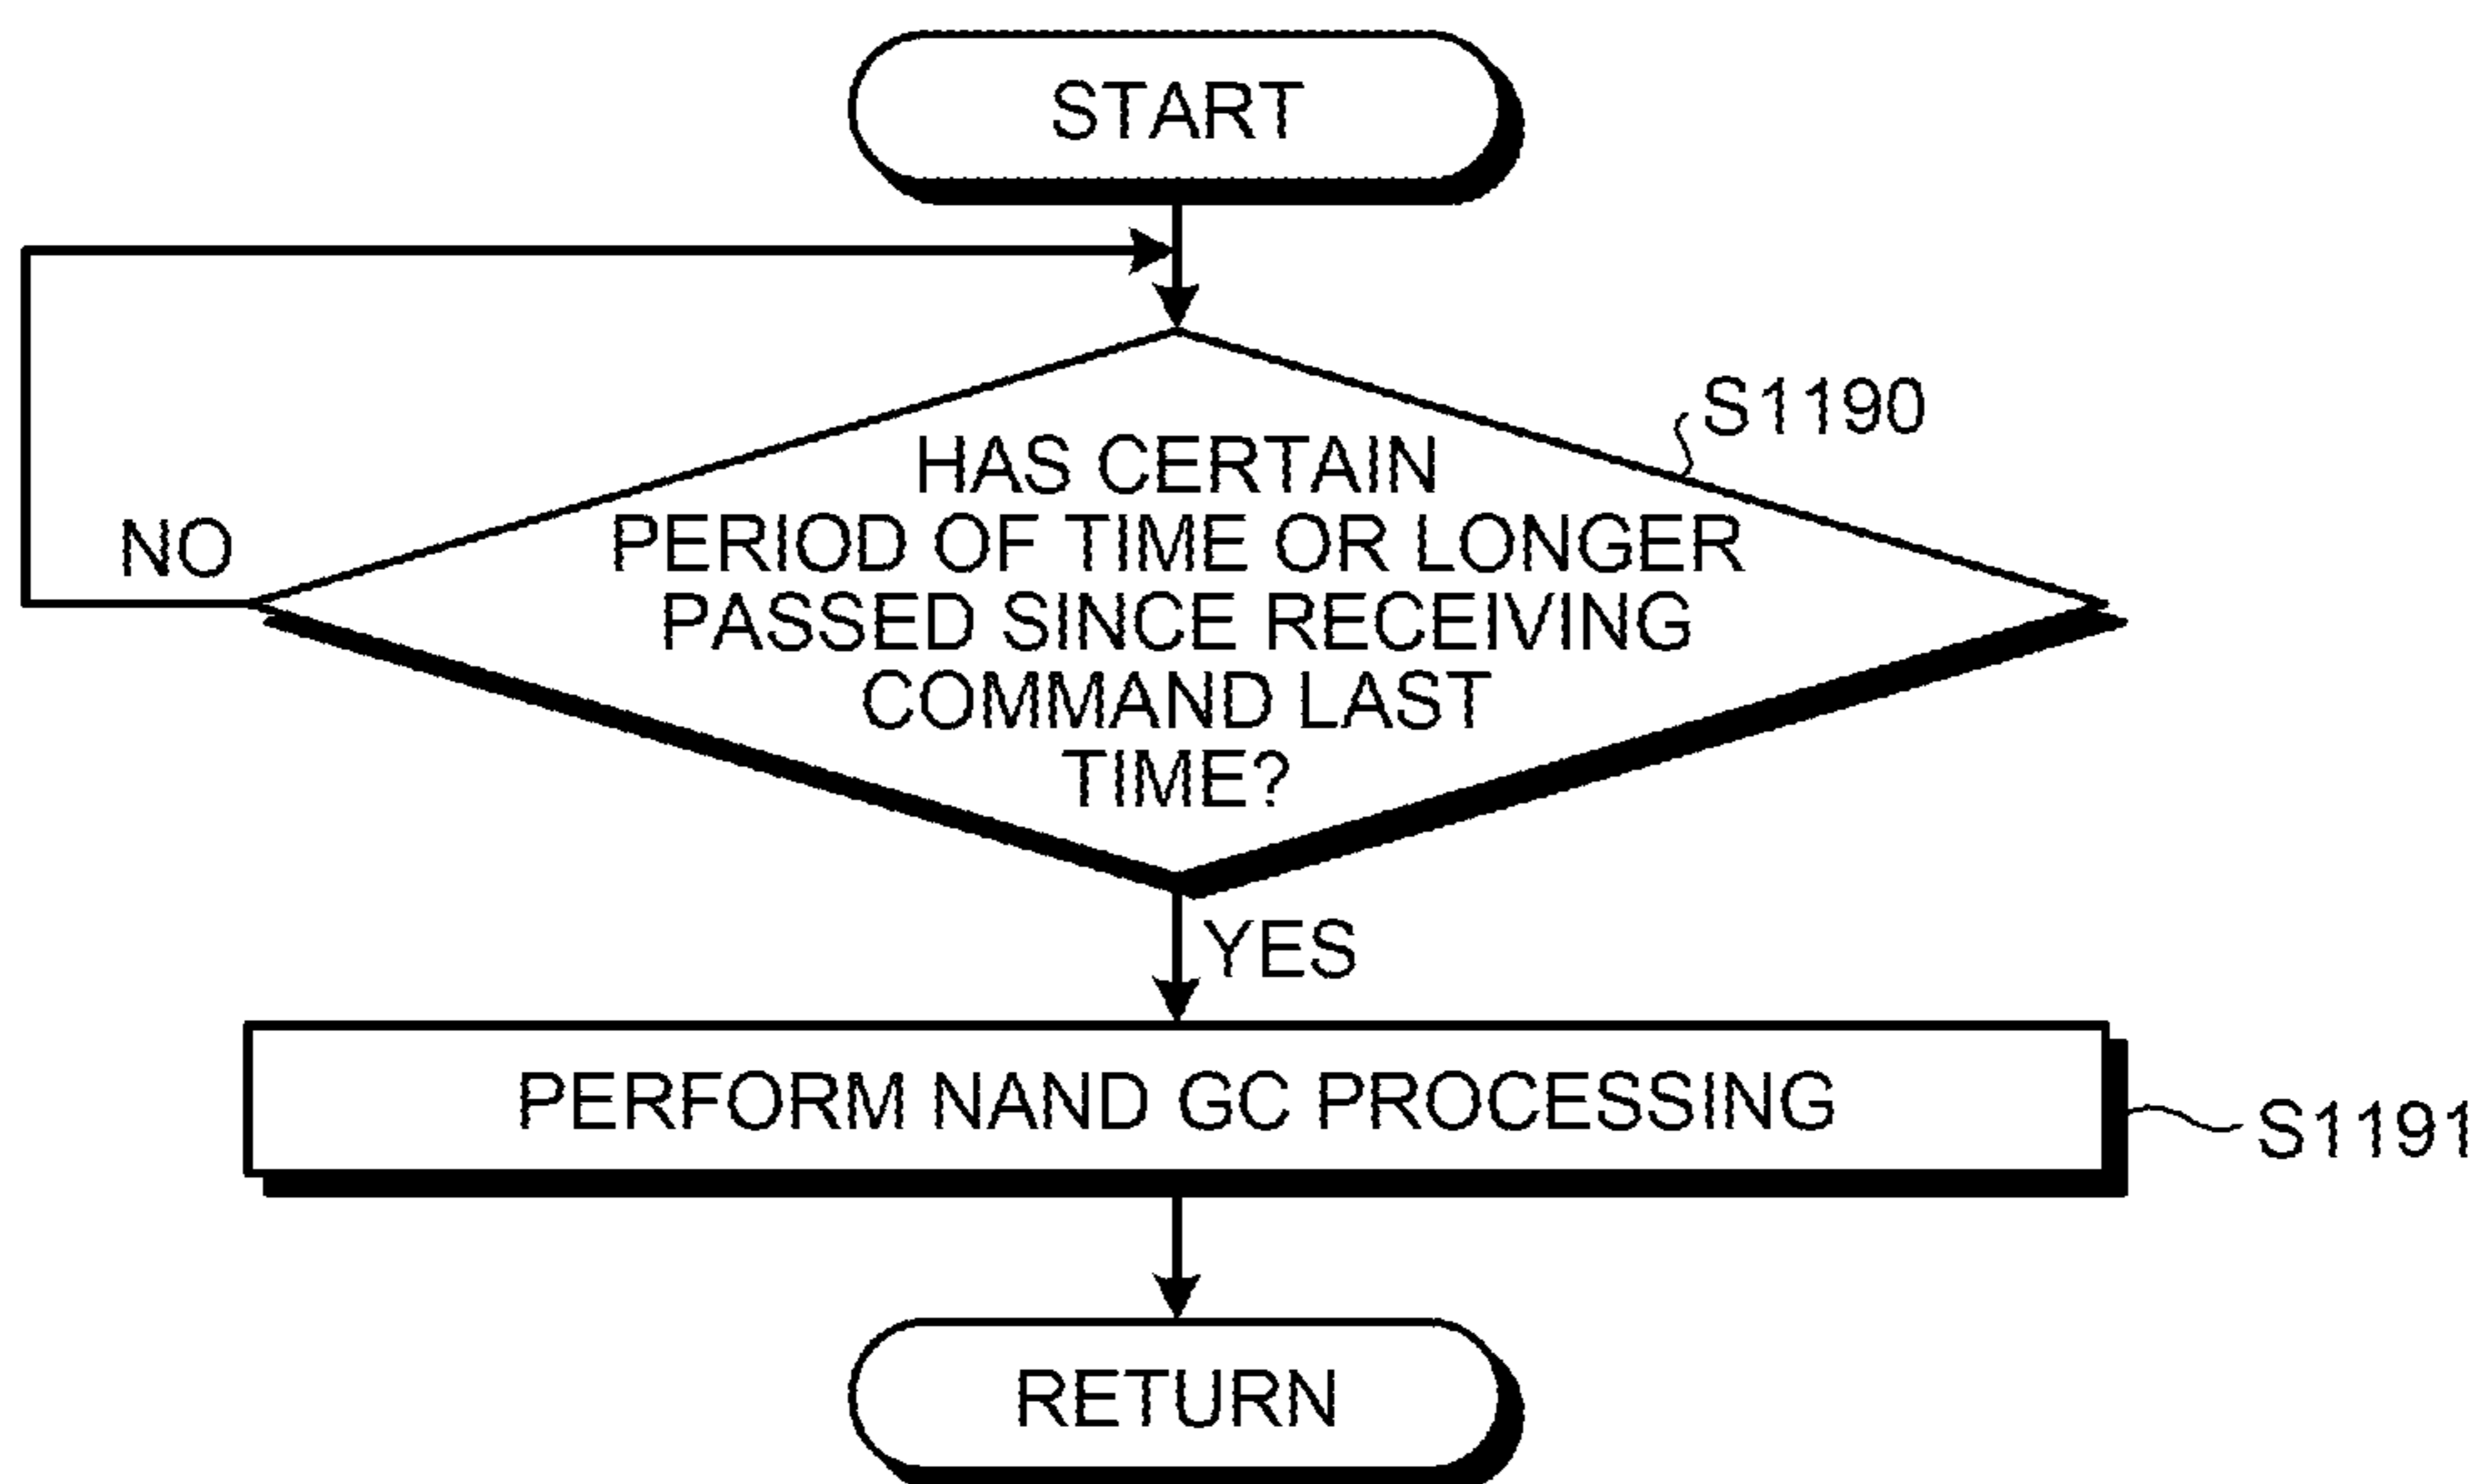 START
S1190
HAS CERTAIN
PERIOD OF TIME OR LONGER
PASSED SINCE RECEIVING
COMMAND LAST
TIME?
NO
YES
PERFORM NAND GC PROCESSING
S1191
RETURN